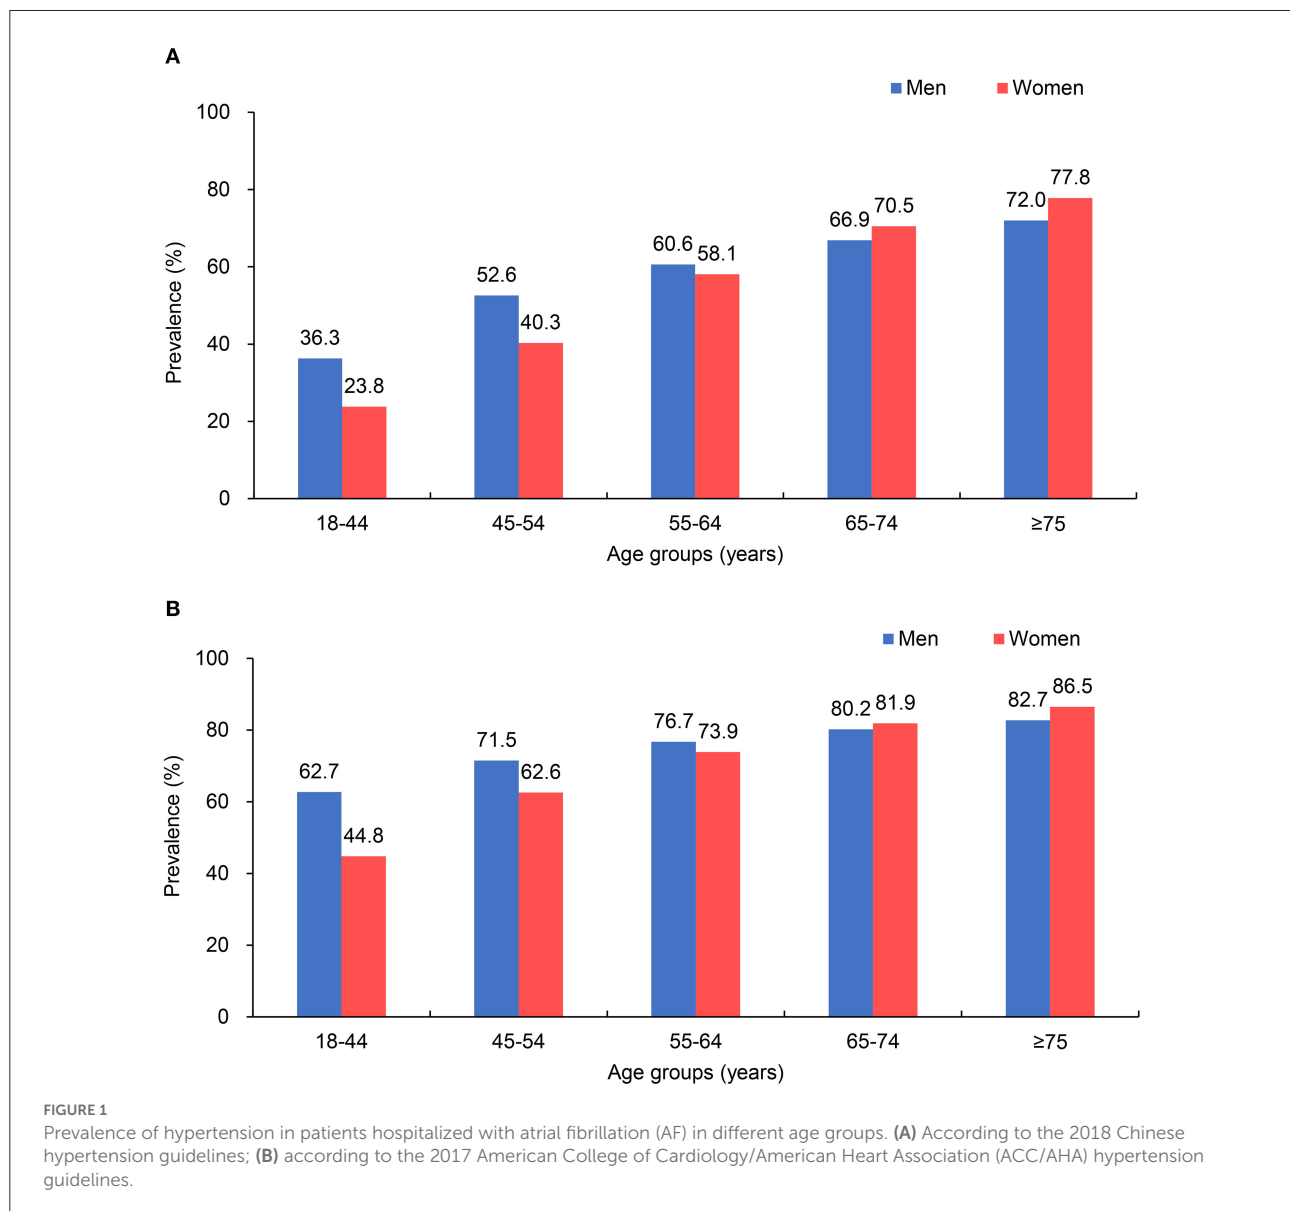 A
Men Women
100
80
60
40
20
0
Prevalence (%)
36.3 23.8 52.6 40.3 60.6 58.1 66.9 70.5 72.0 77.8
18-44 45-54 55-64 65-74 ≥75
Age groups (years)
B
Men Women
100
80
60
40
20
0
Prevalence (%)
62.7 44.8 71.5 62.6 76.7 73.9 80.2 81.9 82.7 86.5
18-44 45-54 55-64 65-74 ≥75
Age groups (years)
FIGURE 1
Prevalence of hypertension in patients hospitalized with atrial fibrillation (AF) in different age groups. (A) According to the 2018 Chinese
hypertension guidelines; (B) according to the 2017 American College of Cardiology/American Heart Association (ACC/AHA) hypertension
guidelines.